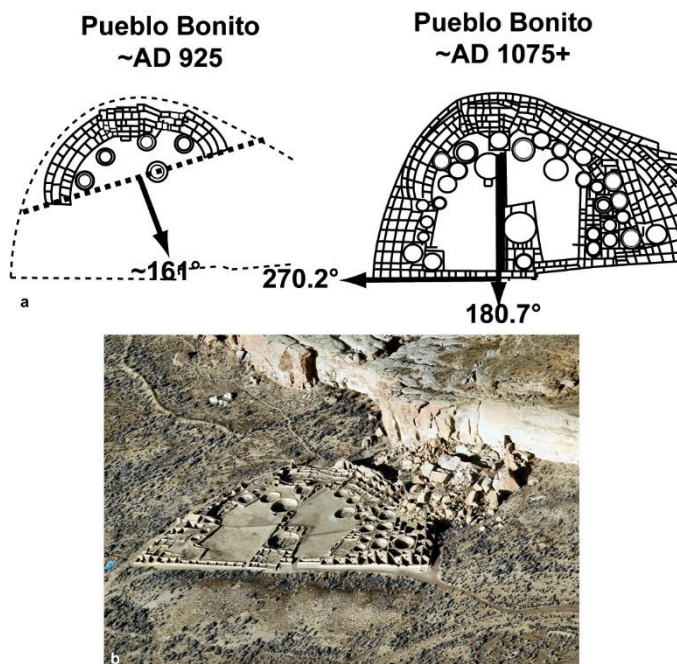 Pueblo Bonito
~AD 925
Pueblo Bonito
~AD 1075+
~161°
270.2°
180.7°
a
b